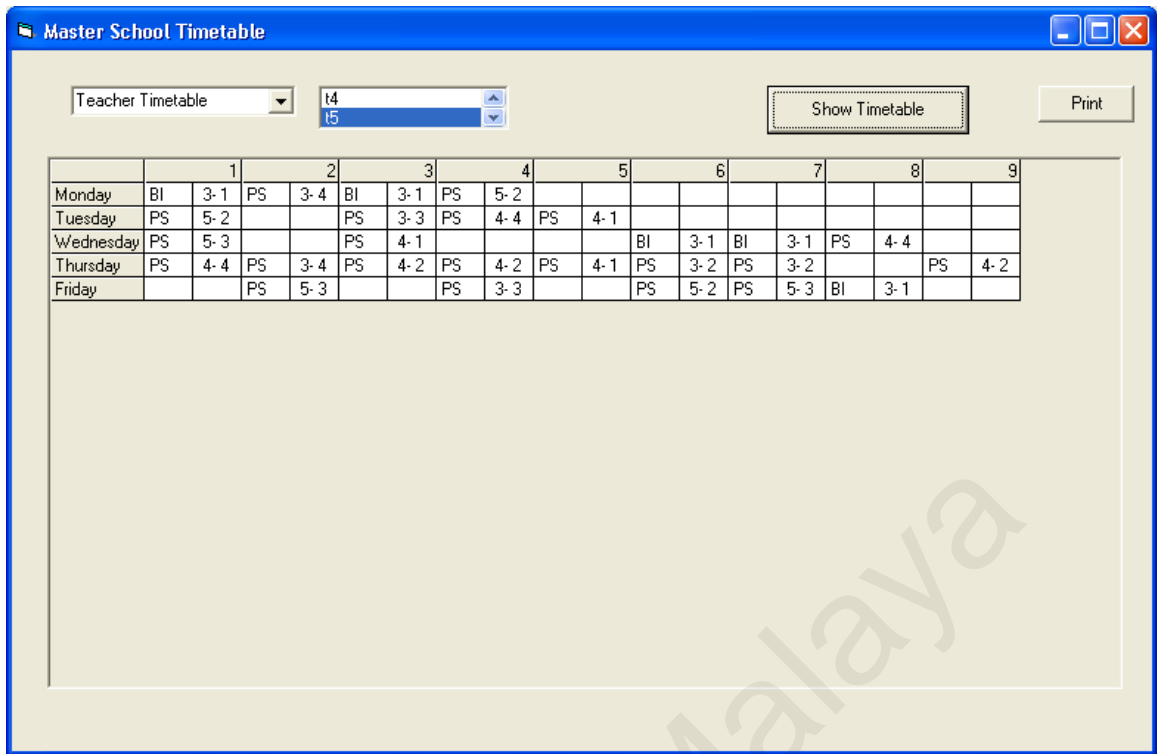 Master School Timetable
Teacher Timetable t4 Show Timetable Print
t5
1 2 3 4 5 6 7 8 9
Monday BI 3- 1 PS 3- 4 BI 3- 1 PS 5- 2
Tuesday PS 5- 2 PS 3- 3 PS 4- 4 PS 4- 1
Wednesday PS 5- 3 PS 4- 1 BI 3- 1 BI 3- 1 PS 4- 4
Thursday PS 4- 4 PS 3- 4 PS 4- 2 PS 4- 2 PS 4- 1 PS 3- 2 PS 3- 2 PS 4- 2
Friday PS 5- 3 PS 3- 3 PS 5- 2 PS 5- 3 BI 3- 1
Malaya